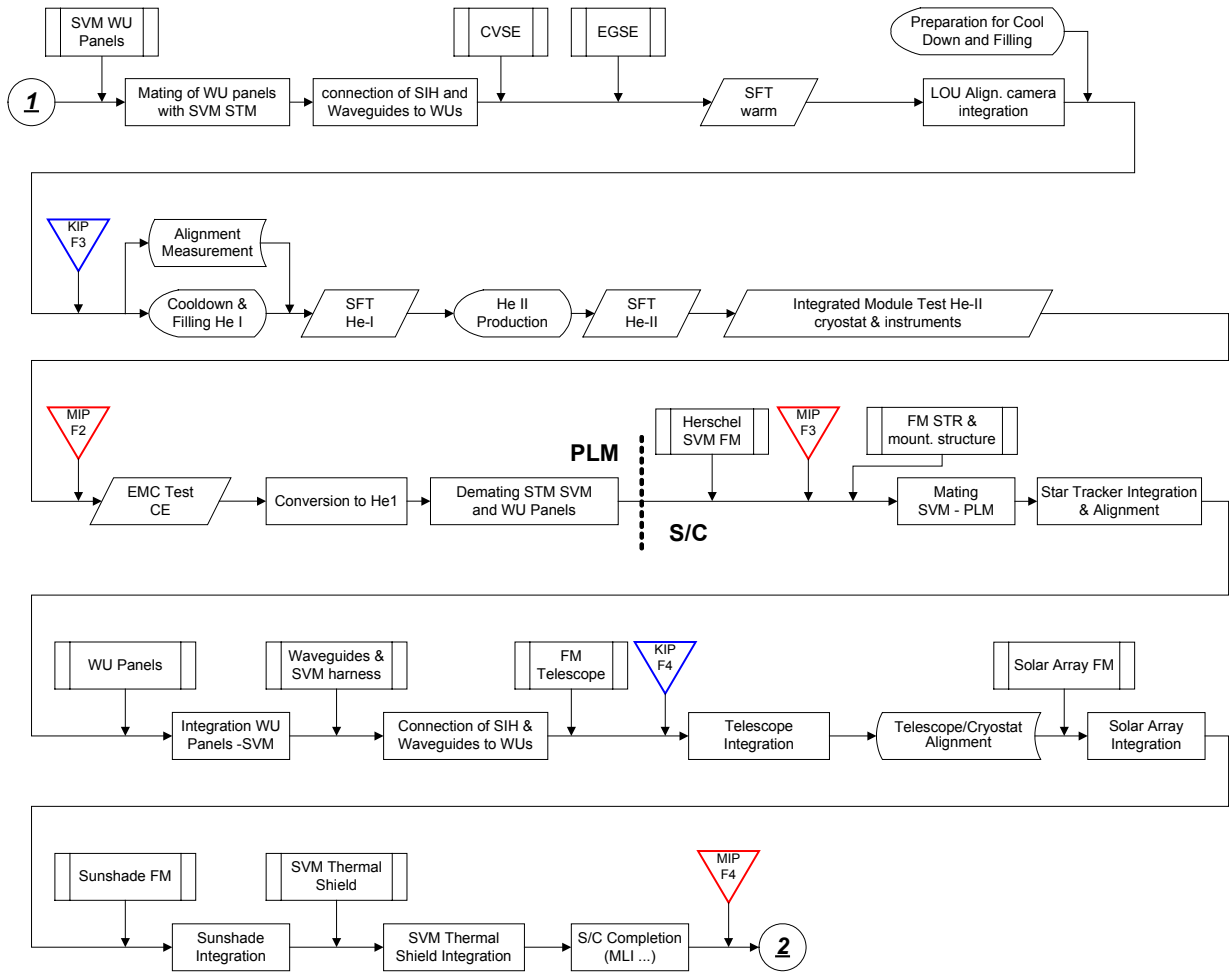 SVM WU
Panels
CVSE
EGSE
Preparation for Cool
Down and Filling
1
Mating of WU panels
with SVM STM
connection of SIH and
Waveguides to WUs
SFT
warm
LOU Align. camera
integration
KIP
F3
Alignment
Measurement
Cooldown &
Filling He I
SFT
He-I
He II
Production
SFT
He-II
Integrated Module Test He-II
cryostat & instruments
MIP
F2
PLM
Herschel
SVM FM
MIP
F3
FM STR &
mount. structure
EMC Test
CE
Conversion to He1
Demating STM SVM
and WU Panels
S/C
Mating
SVM - PLM
Star Tracker Integration
& Alignment
WU Panels
Waveguides &
SVM harness
FM
Telescope
KIP
F4
Solar Array FM
Integration WU
Panels -SVM
Connection of SIH &
Waveguides to WUs
Telescope
Integration
Telescope/Cryostat
Alignment
Solar Array
Integration
Sunshade FM
SVM Thermal
Shield
MIP
F4
Sunshade
Integration
SVM Thermal
Shield Integration
S/C Completion
(MLI ...)
2